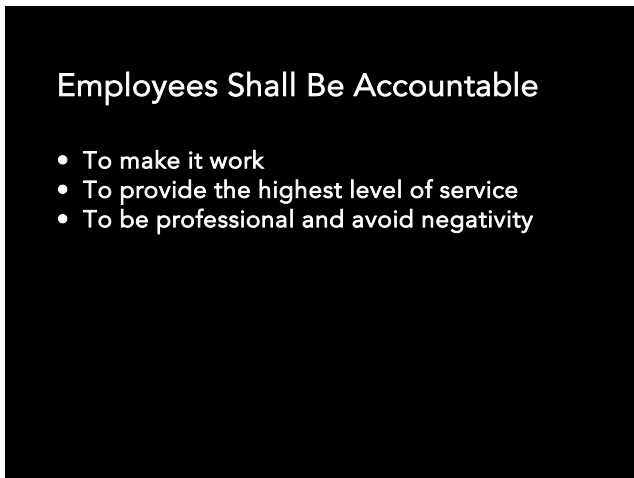 Employees Shall Be Accountable
• To make it work
• To provide the highest level of service
• To be professional and avoid negativity